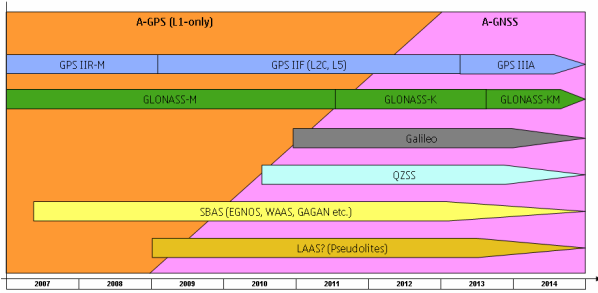 A-GPS (L1-only) A-GNSS
GPS IIR-M GPS IIF (L2C, L5) GPS IIIA
GLONASS-M GLONASS-K GLONASS-KM
Galileo
QZSS
SBAS (EGNOS, WAAS, GAGAN etc.)
LAAS? (Pseudolites)
2007 2008 2009 2010 2011 2012 2013 2014